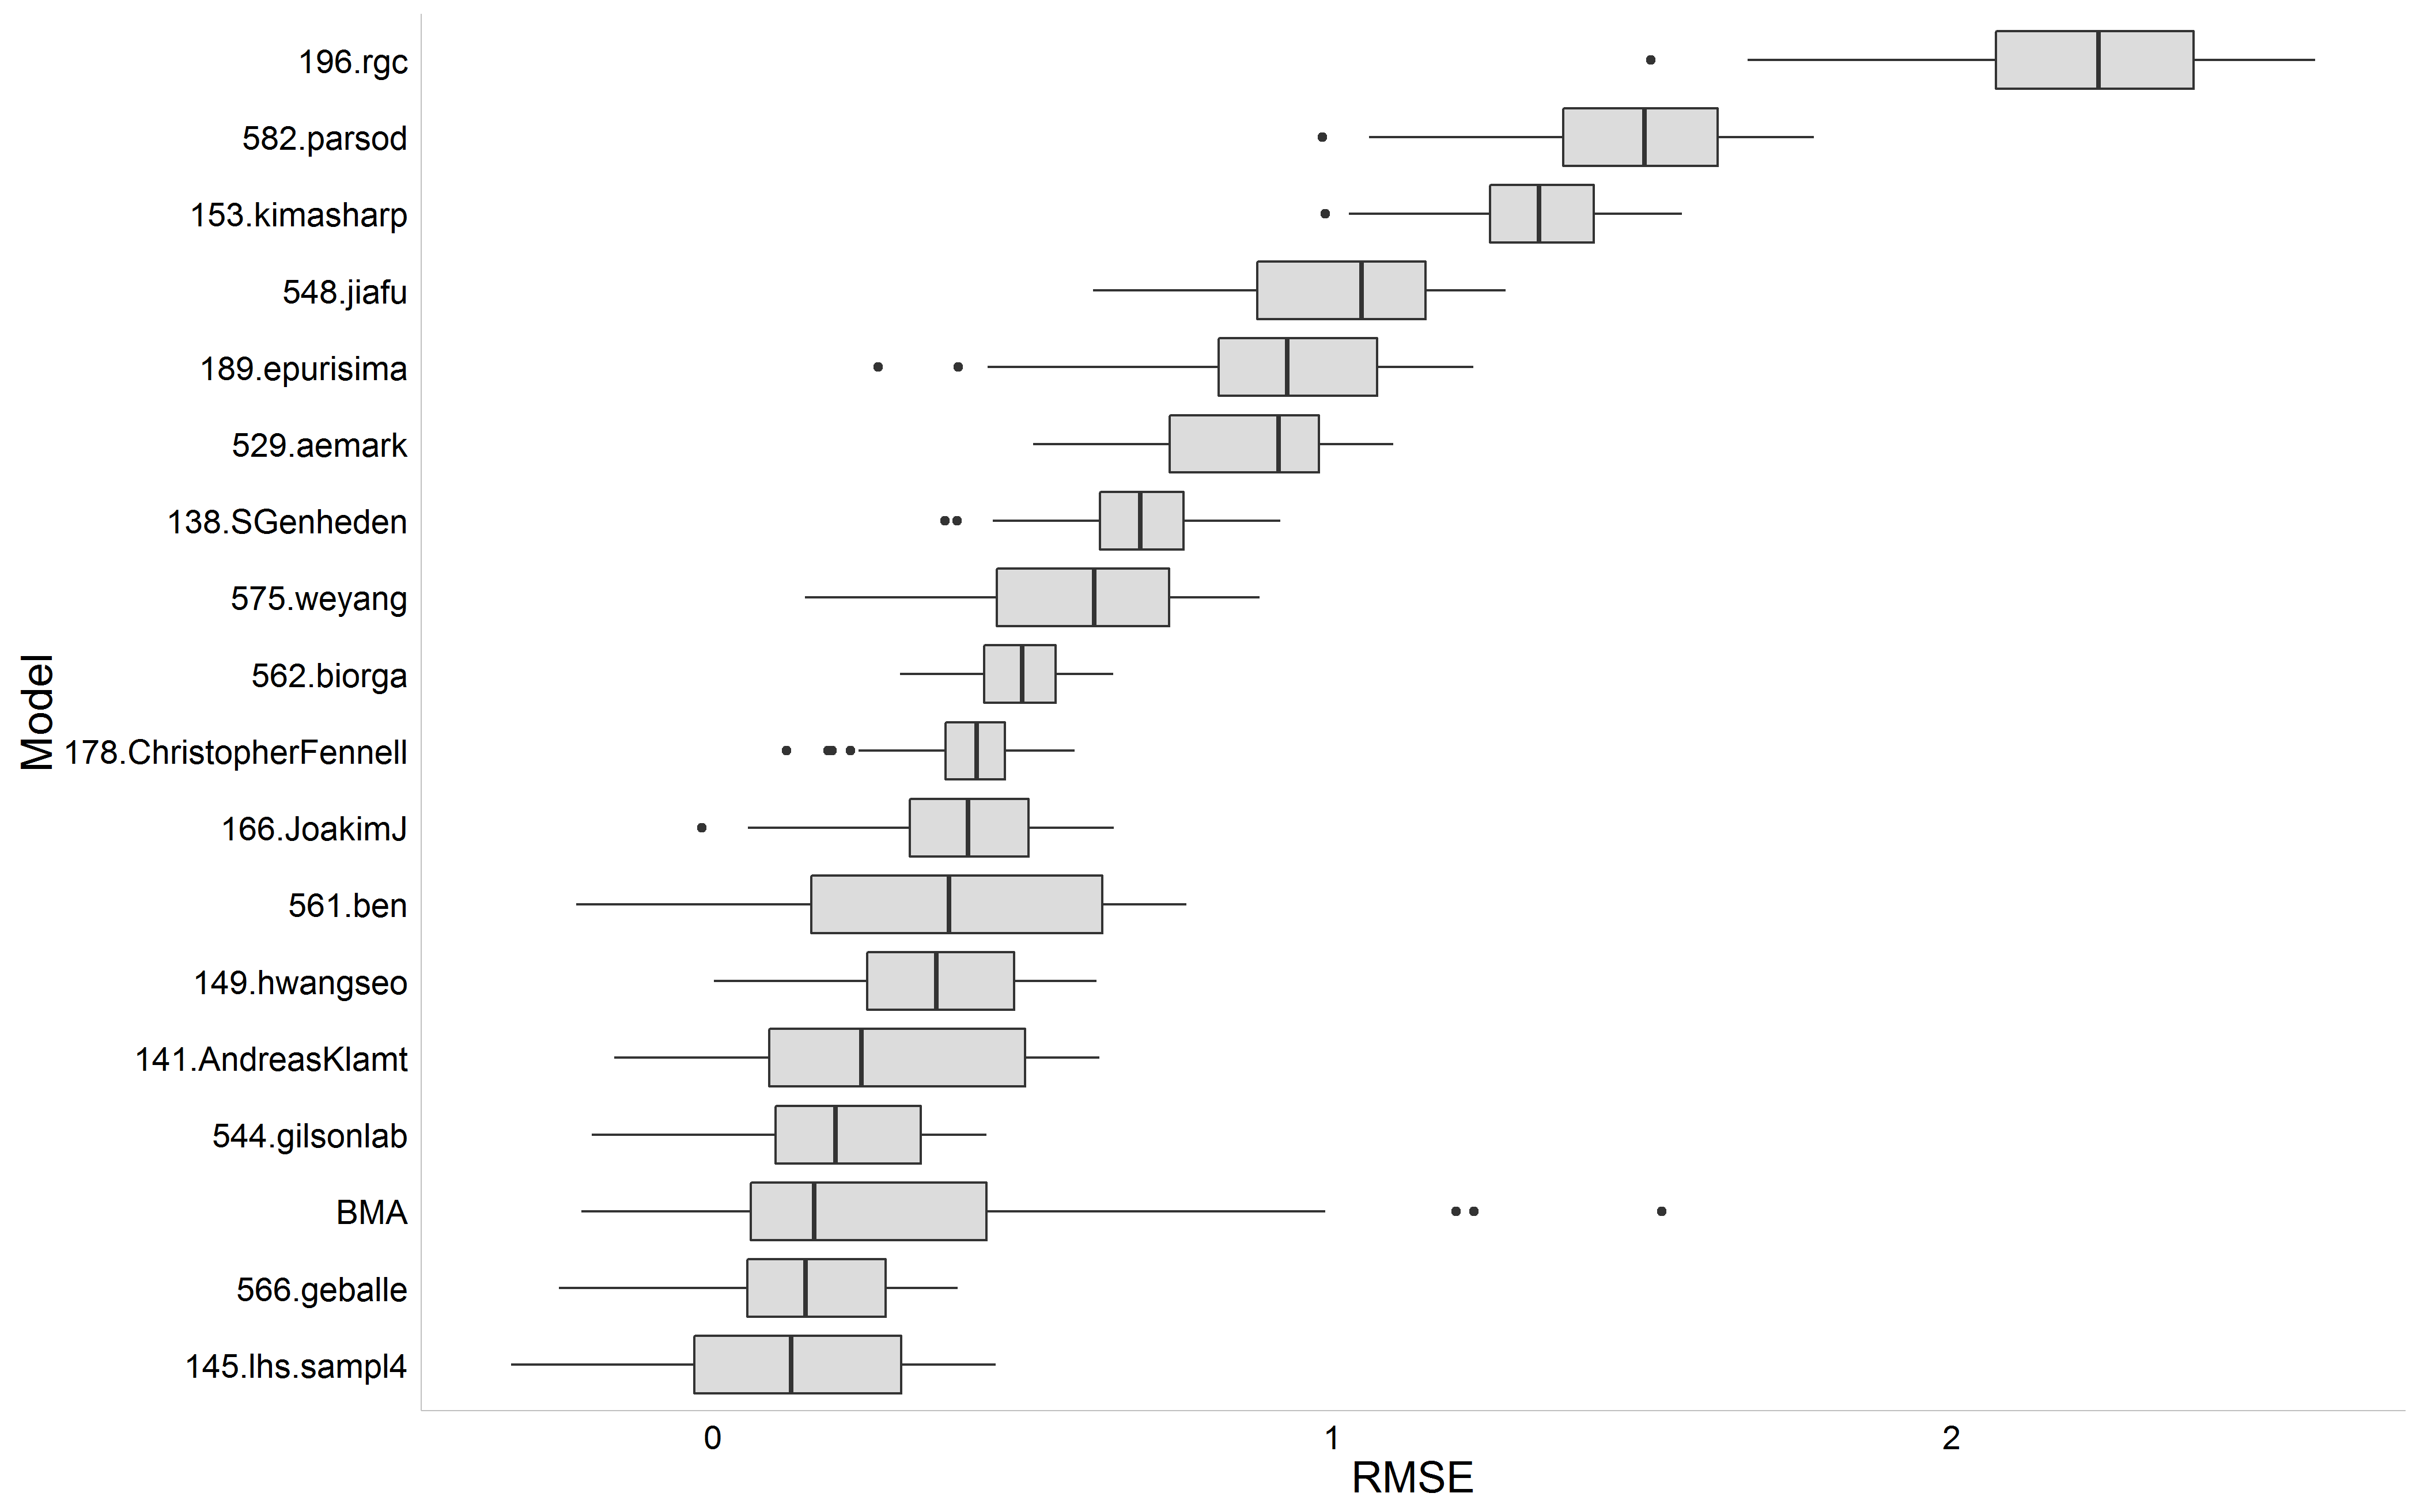 196.rgc
582.parsod
153.kimasharp
548.jiafu
189.epurisima
529.aemark
138.SGenheden
575.weyang
562.biorga
178.ChristopherFennell
166.JoakimJ
561.ben
149.hwangseo
141.AndreasKlamt
544.gilsonlab
BMA
566.geballe
145.lhs.sampl4
Model
0 1 2
RMSE